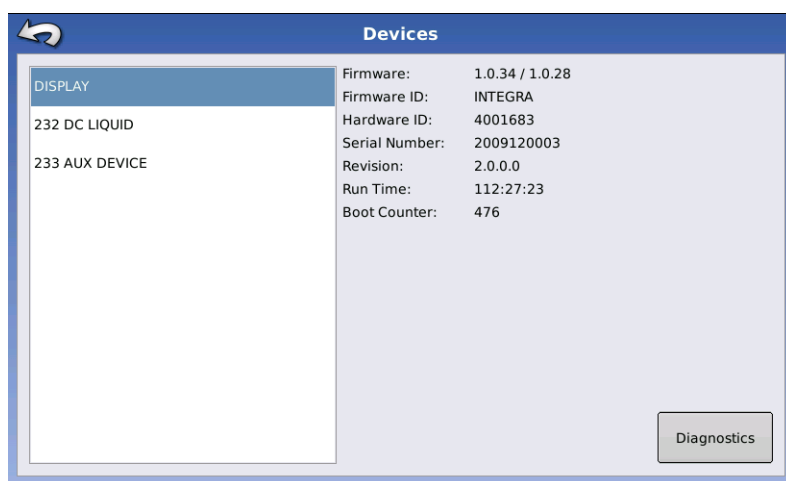 Devices
DISPLAY
232 DC LIQUID
233 AUX DEVICE
Firmware: 1.0.34 / 1.0.28
Firmware ID: INTEGRA
Hardware ID: 4001683
Serial Number: 2009120003
Revision: 2.0.0.0
Run Time: 112:27:23
Boot Counter: 476
Diagnostics